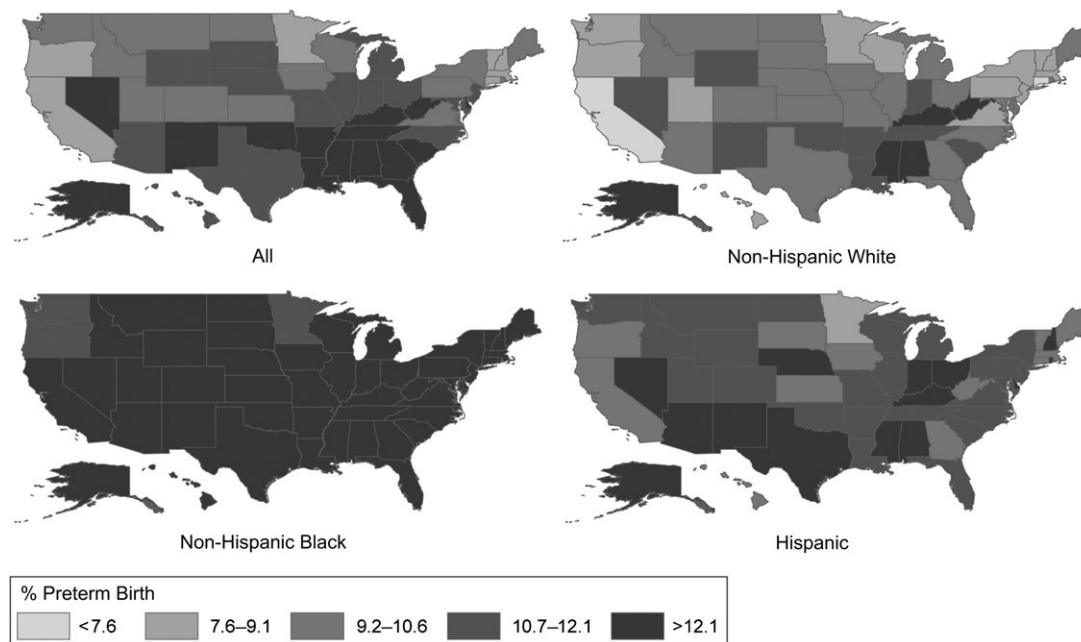 All
Non-Hispanic White
Non-Hispanic Black
Hispanic
% Preterm Birth
<7.6
7.6–9.1
9.2–10.6
10.7–12.1
>12.1